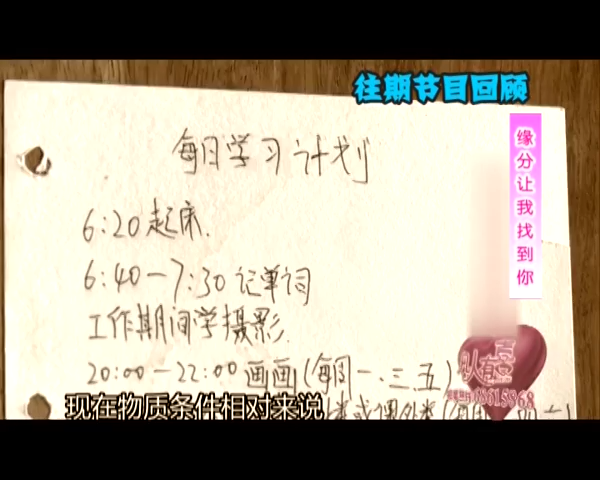 往期节目回顾
缘分让我找到你
每日学习计划
6:20起床.
6:40—7:30记单词
工作期间学摄影.
20:00—22:00画画(每周一、三、五)
现在物质条件相对来说